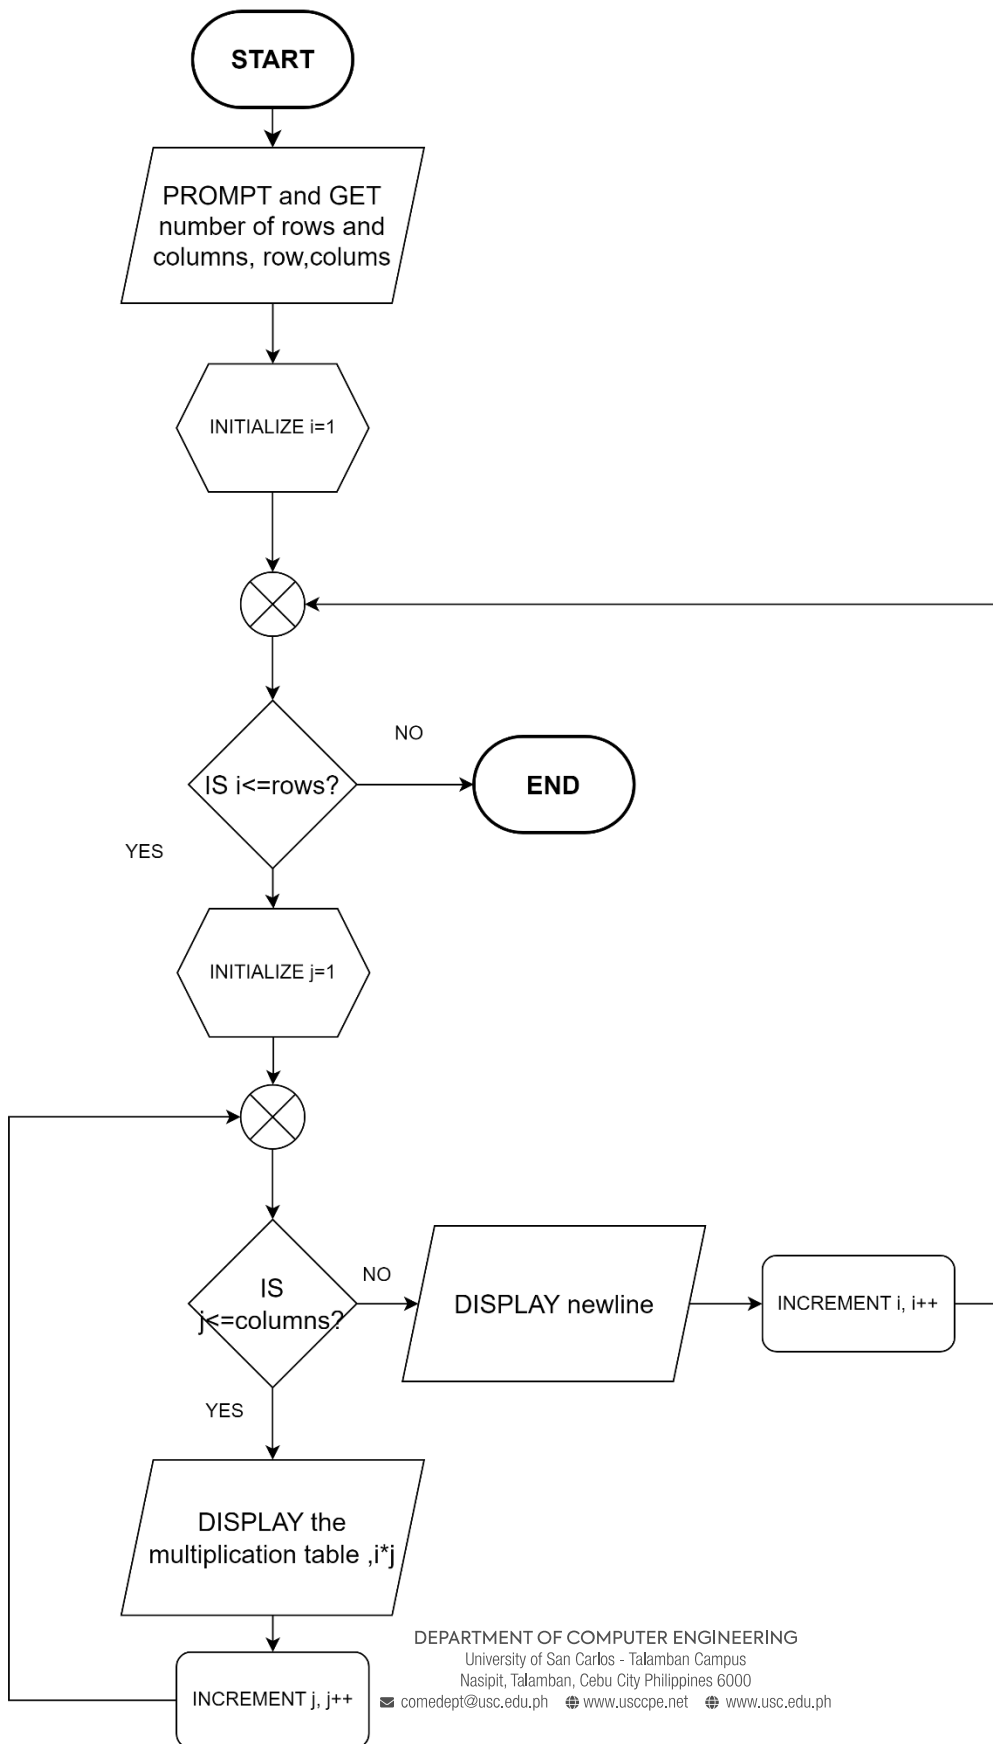 START
PROMPT and GET
number of rows and
columns, row,colums
INITIALIZE i=1
IS i<=rows?
NO
END
YES
INITIALIZE j=1
IS
j<=columns?
NO
DISPLAY newline
INCREMENT i, i++
YES
DISPLAY the
multiplication table ,i*j
INCREMENT j, j++
DEPARTMENT OF COMPUTER ENGINEERING
University of San Carlos - Talamban Campus
Nasipit, Talamban, Cebu City Philippines 6000
comedept@usc.edu.ph www.usccpe.net www.usc.edu.ph